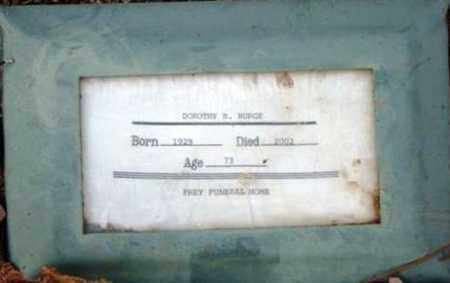 DOROTHY B. BURGE
Born 1929 Died 2002
Age 73
FREY FUNERAL HOME